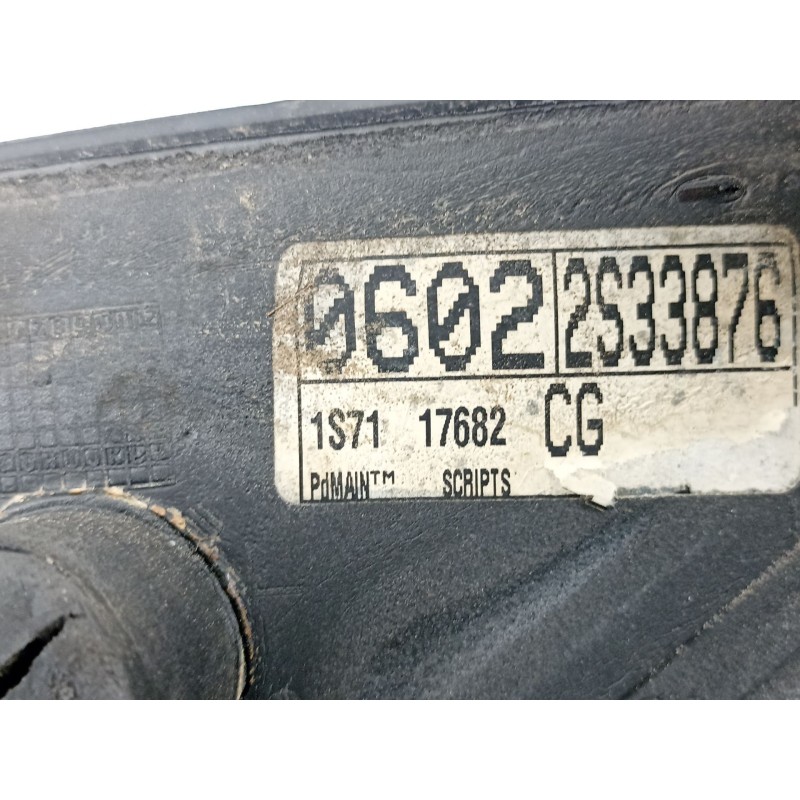 0602 2S33876
1S71 17682 CG
PdMAIN™ SCRIPTS